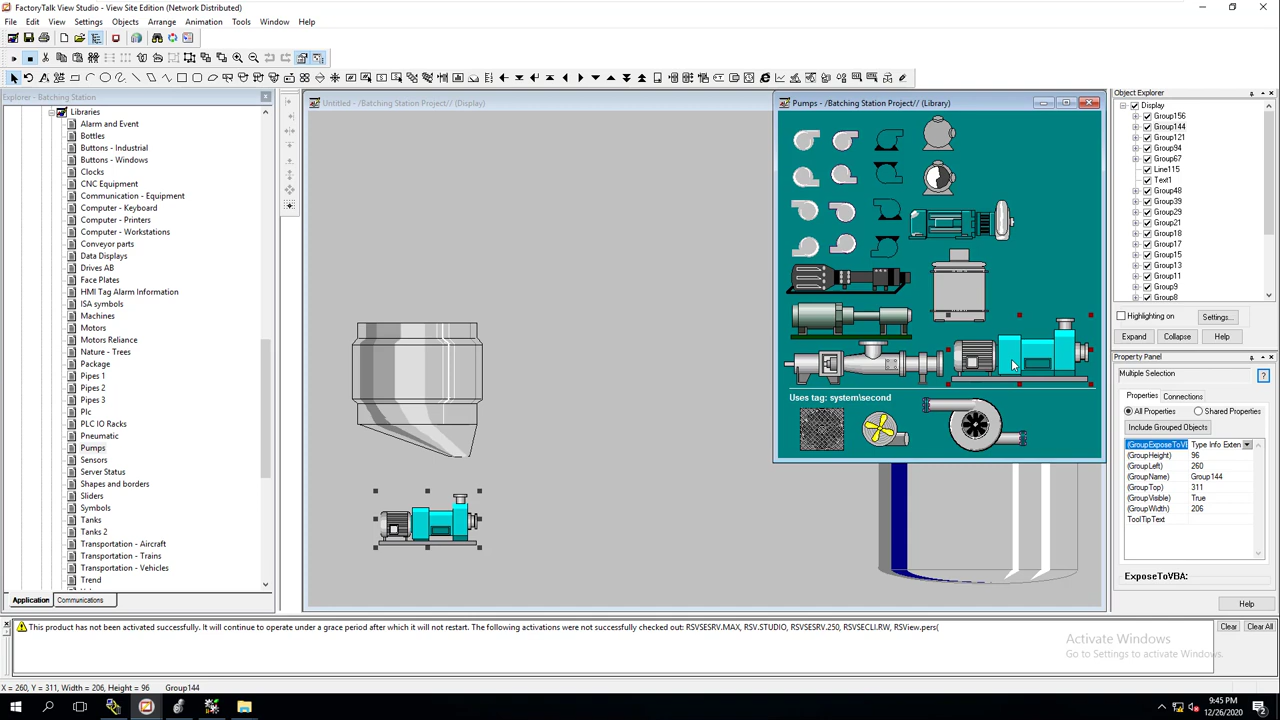 FactoryTalk View Studio - View Site Edition (Network Distributed)
File Edit View Settings Objects Arrange Animation Tools Window Help
Explorer - Batching Station
Libraries
Alarm and Event
Bottles
Buttons - Industrial
Buttons - Windows
Clocks
CNC Equipment
Communication - Equipment
Computer - Keyboard
Computer - Printers
Computer - Workstations
Conveyor parts
Data Displays
Drives AB
Face Plates
HMI Tag Alarm Information
ISA symbols
Machines
Motors
Motors Reliance
Nature - Trees
Package
Pipes 1
Pipes 2
Pipes 3
Plc
PLC IO Racks
Pneumatic
Pumps
Sensors
Server Status
Shapes and borders
Sliders
Symbols
Tanks
Tanks 2
Transportation - Aircraft
Transportation - Trains
Transportation - Vehicles
Trend
Application Communications
Untitled - /Batching Station Project// (Display)
Pumps - /Batching Station Project// (Library)
Uses tag: system\second
Object Explorer
Display
Group156
Group144
Group121
Group94
Group67
Line115
Text1
Group48
Group39
Group29
Group21
Group18
Group17
Group15
Group13
Group11
Group9
Group8
Highlighting on Settings...
Expand Collapse Help
Property Panel
Multiple Selection
?
Properties Connections
All Properties Shared Properties
Include Grouped Objects
(GroupExposeToVB Type Info Exten
(GroupHeight) 96
(GroupLeft) 260
(GroupName) Group144
(GroupTop) 311
(GroupVisible) True
(GroupWidth) 206
ToolTipText
ExposeToVBA:
Help
This product has not been activated successfully. It will continue to operate under a grace period after which it will not restart. The following activations were not successfully checked out: RSVSESRV.MAX, RSV.STUDIO, RSVSESRV.250, RSVSECLI.RW, RSView.pers(
Clear Clear All
Activate Windows
Go to Settings to activate Windows.
X = 260, Y = 311, Width = 206, Height = 96 Group144
9:45 PM
12/26/2020
2